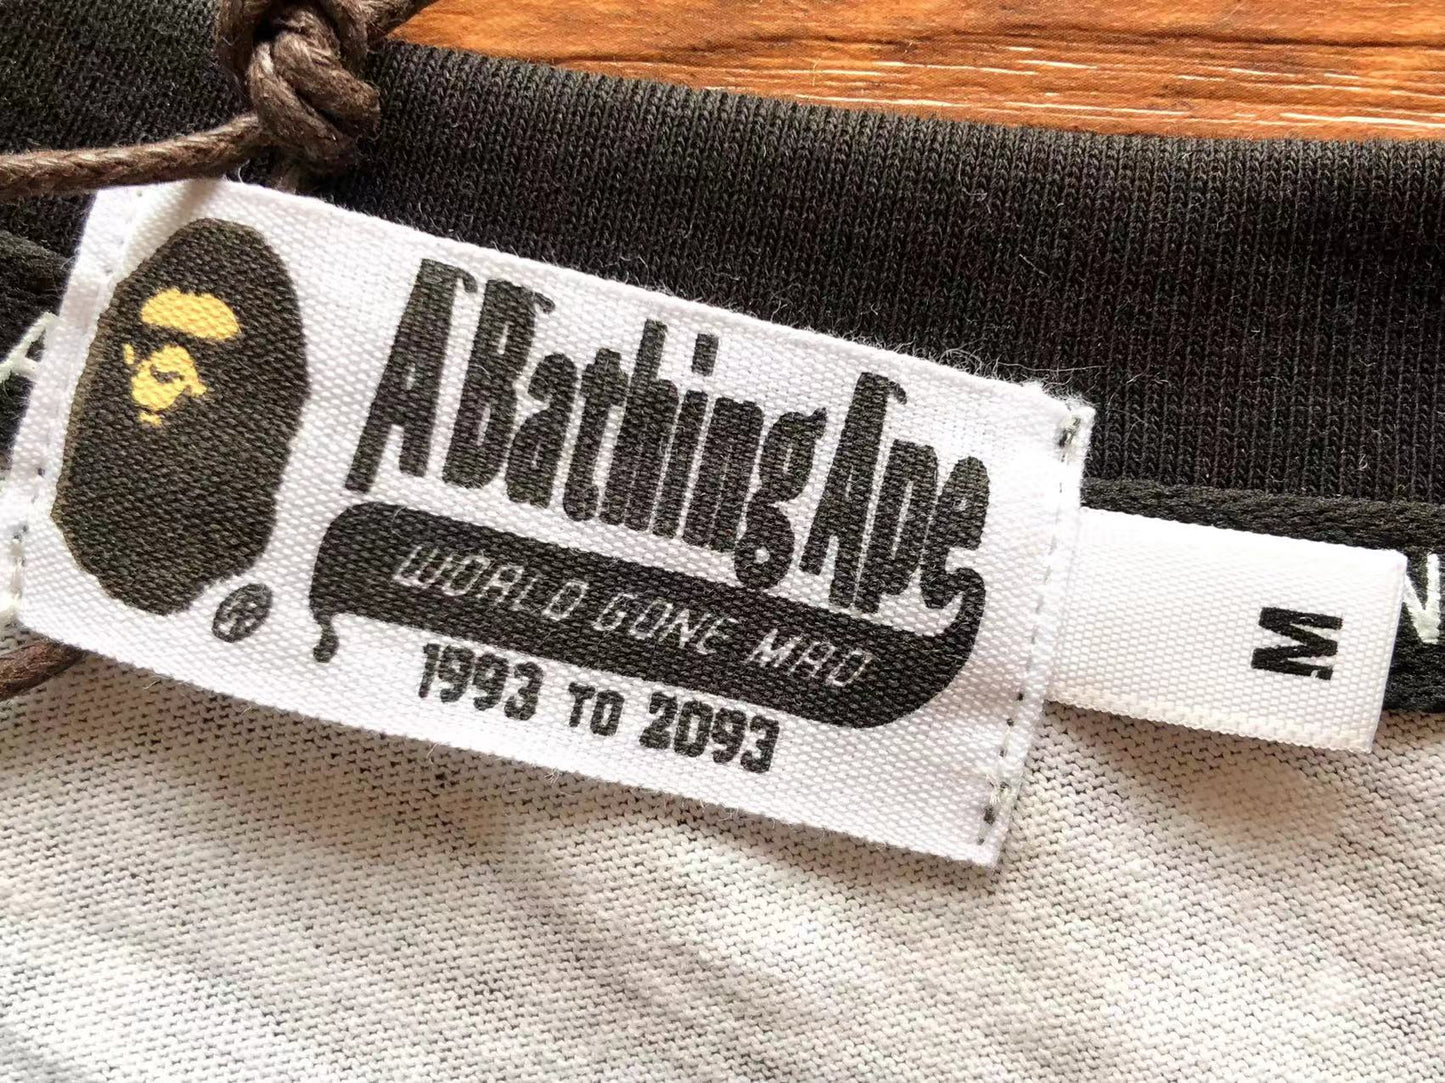 A Bathing Ape
®
WORLD GONE MAD
1993 TO 2093
M